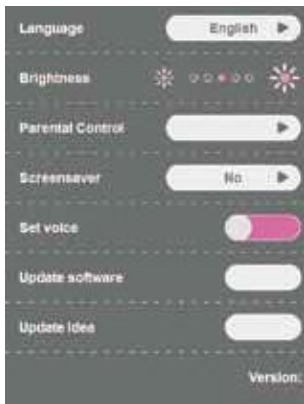 Language English
Brightness
Parental Control
Screensaver No
Set voice
Update software
Update idea
Version: